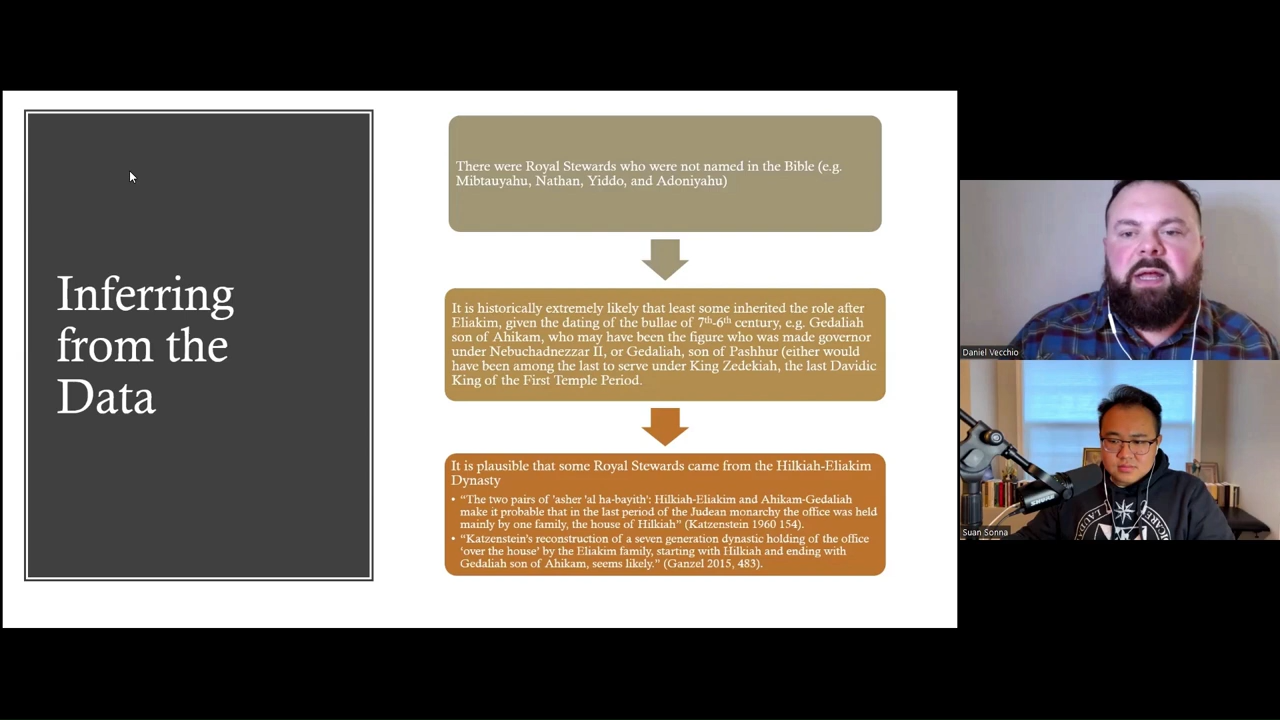 Inferring
from the
Data
There were Royal Stewards who were not named in the Bible (e.g.
Mibtauyahu, Nathan, Yiddo, and Adoniyahu)
It is historically extremely likely that least some inherited the role after
Eliakim, given the dating of the bullae of 7th-6th century, e.g. Gedaliah
son of Ahikam, who may have been the figure who was made governor
under Nebuchadnezzar II, or Gedaliah, son of Pashhur (either would
have been among the last to serve under King Zedekiah, the last Davidic
King of the First Temple Period.
It is plausible that some Royal Stewards came from the Hilkiah-Eliakim
Dynasty
• “The two pairs of 'asher 'al ha-bayith': Hilkiah-Eliakim and Ahikam-Gedaliah
make it probable that in the last period of the Judean monarchy the office was held
mainly by one family, the house of Hilkiah” (Katzenstein 1960 154).
• “Katzenstein's reconstruction of a seven generation dynastic holding of the office
‘over the house’ by the Eliakim family, starting with Hilkiah and ending with
Gedaliah son of Ahikam, seems likely.” (Ganzel 2015, 483).
Daniel Vecchio
Suan Sonna